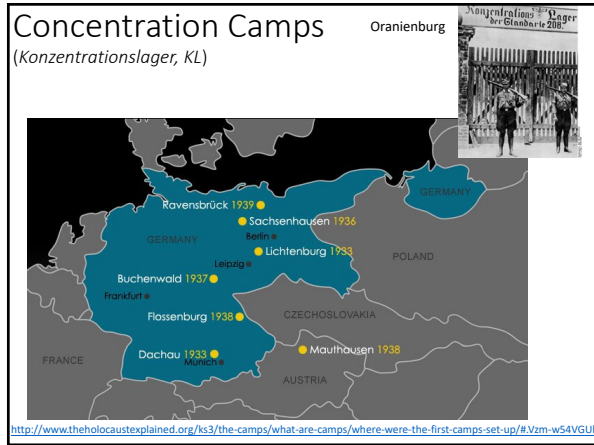 Concentration Camps
(Konzentrationslager, KL)
Oranienburg
Konzentrations Lager
der Standarte 208.
Ravensbrück 1939
GERMANY
Sachsenhausen 1936
Berlin
GERMANY
Lichtenburg 1933
POLAND
Leipzig
Buchenwald 1937
Frankfurt
Flossenburg 1938
CZECHOSLOVAKIA
Dachau 1933
Mauthausen 1938
FRANCE
Munich
AUSTRIA
http://www.theholocaustexplained.org/ks3/the-camps/what-are-camps/where-were-the-first-camps-set-up/#.Vzm-w54VGUk